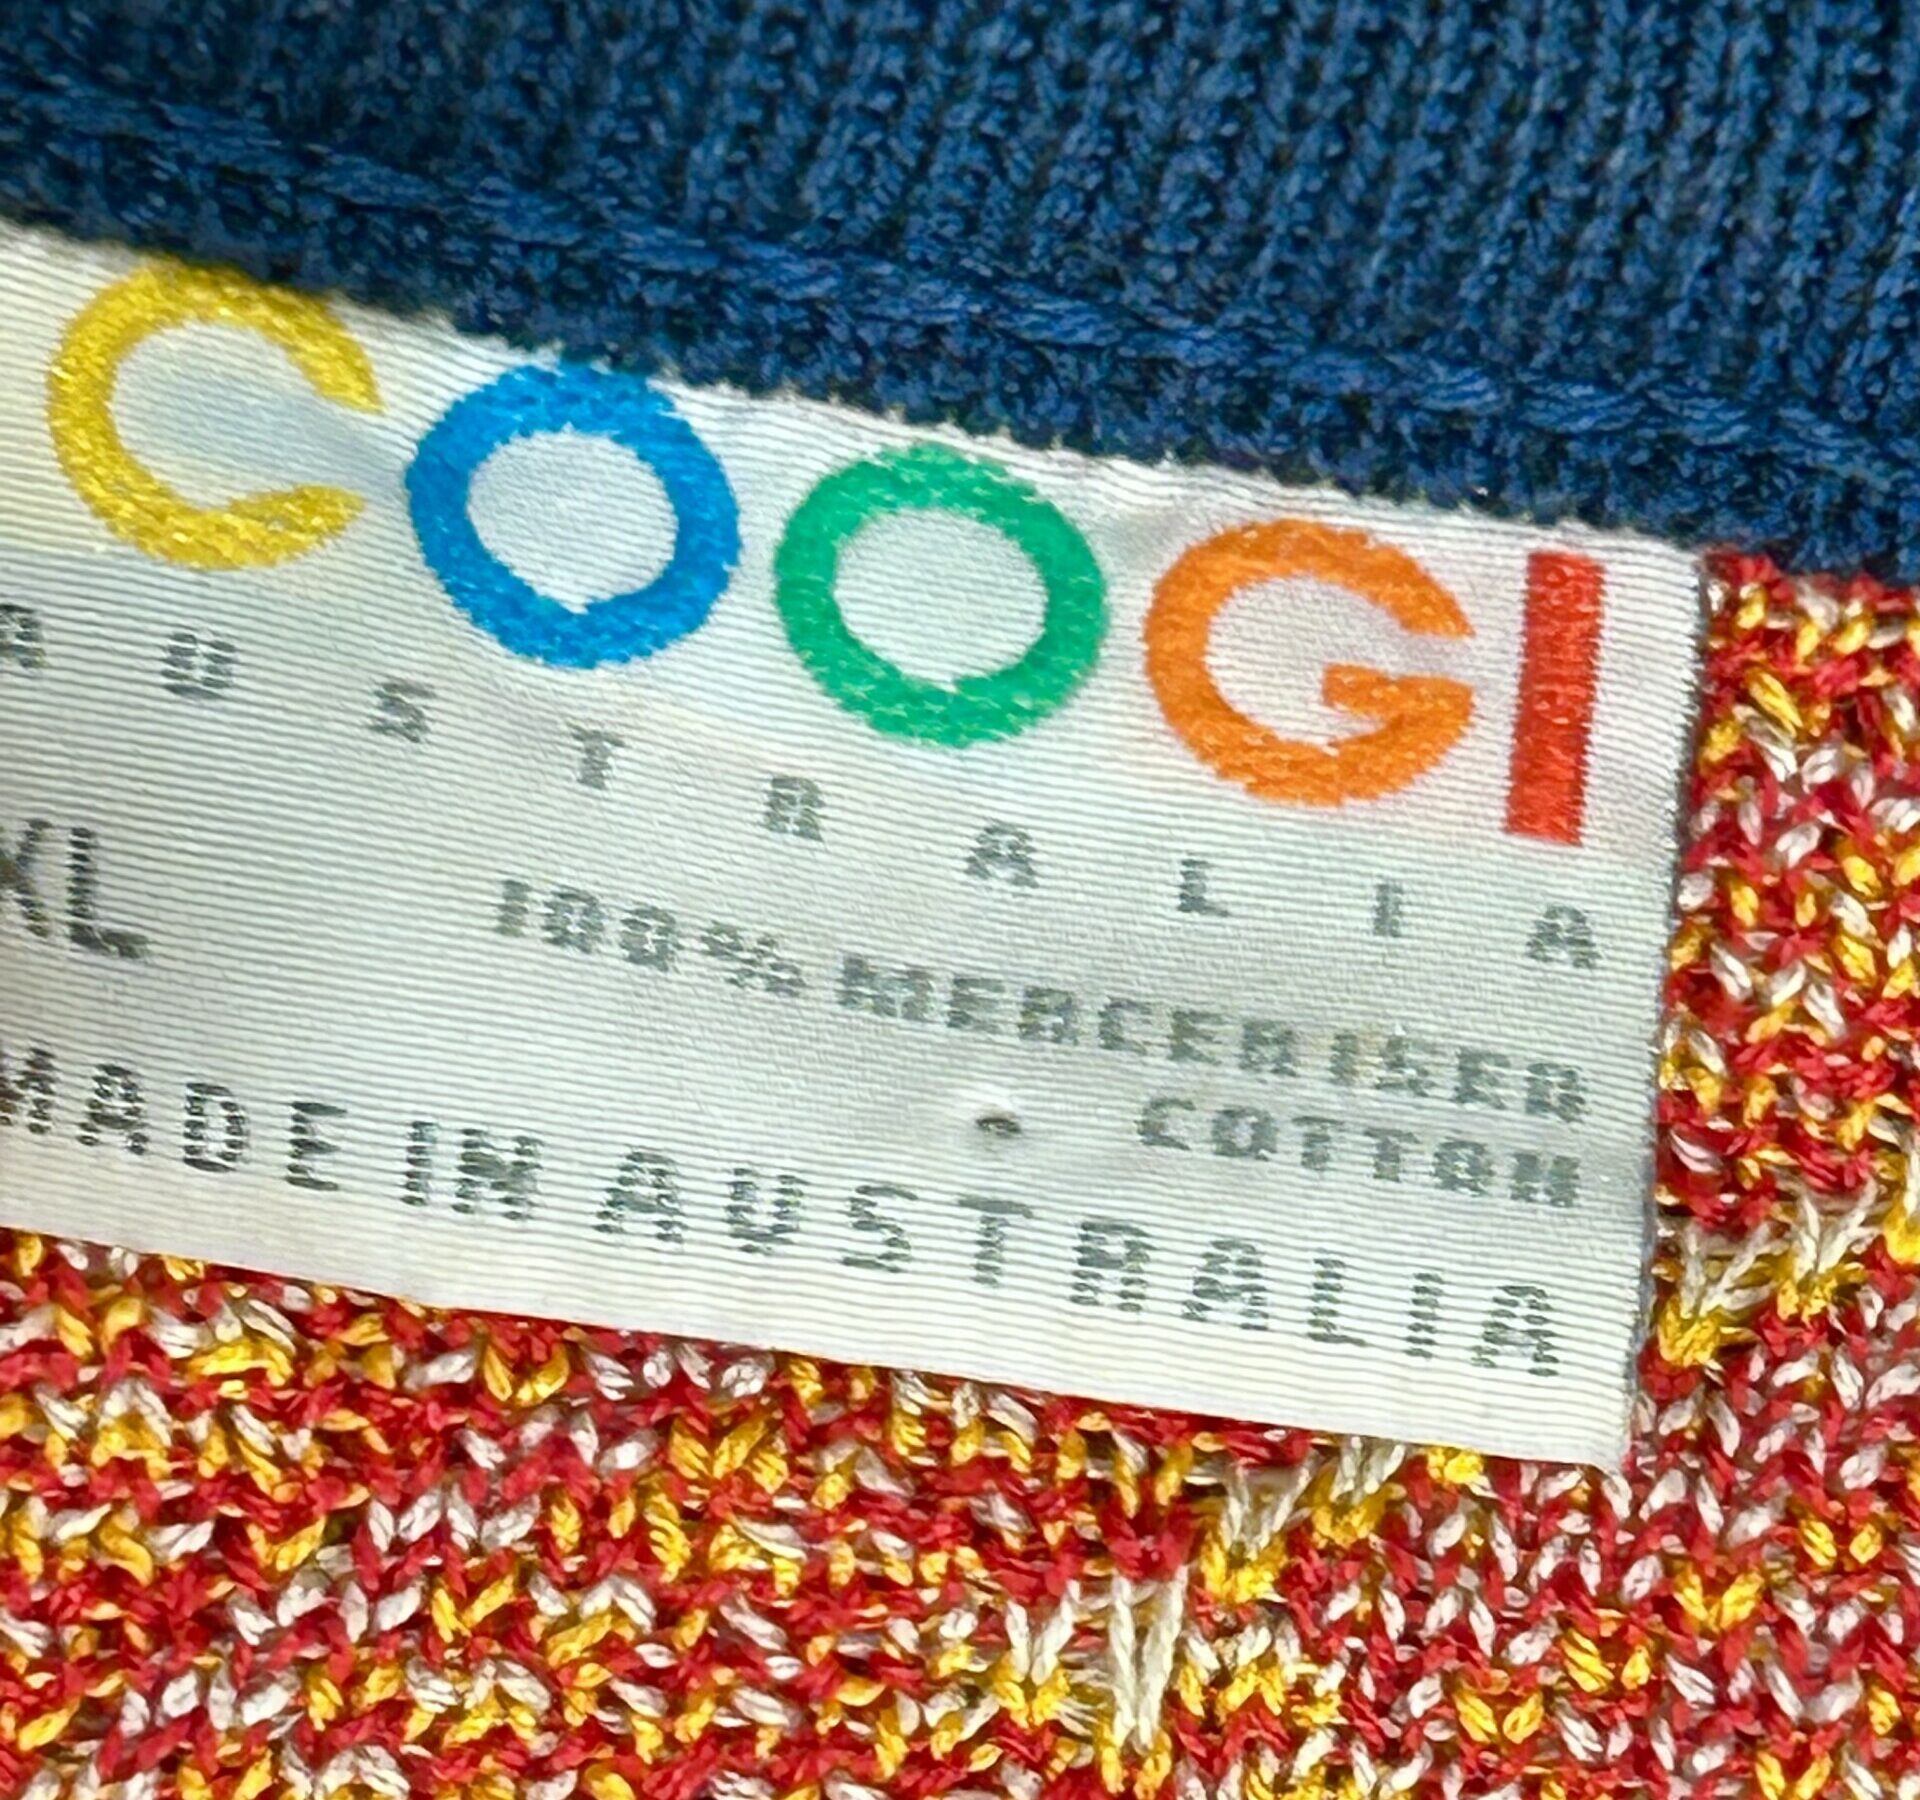 COOGI
AUSTRALIA
XL
100% MERCERISED
COTTON
MADE IN AUSTRALIA